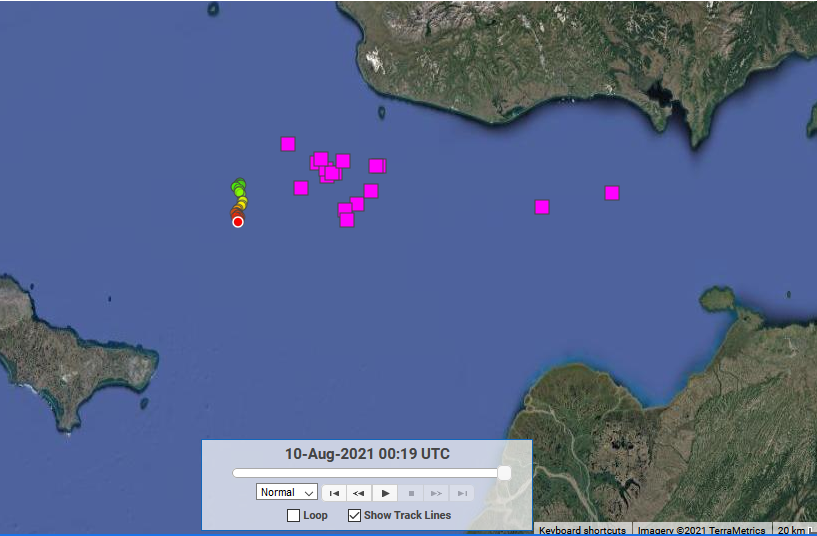 10-Aug-2021 00:19 UTC
Normal
Loop
Show Track Lines
Keyboard shortcuts
Imagery ©2021 TerraMetrics
20 km